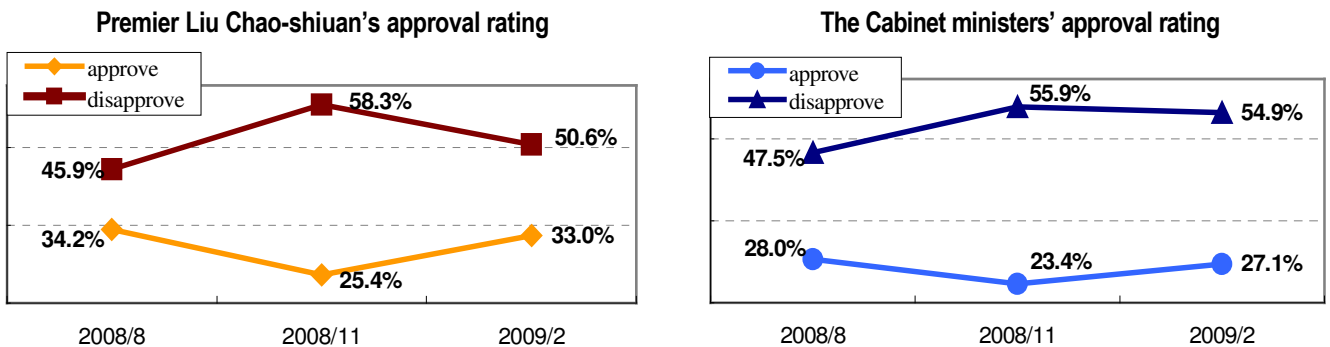 Premier Liu Chao-shiuan's approval rating
approve
disapprove
58.3%
50.6%
45.9%
34.2%
33.0%
25.4%
2008/8 2008/11 2009/2
The Cabinet ministers' approval rating
approve
disapprove
55.9%
54.9%
47.5%
28.0%
23.4%
27.1%
2008/8 2008/11 2009/2